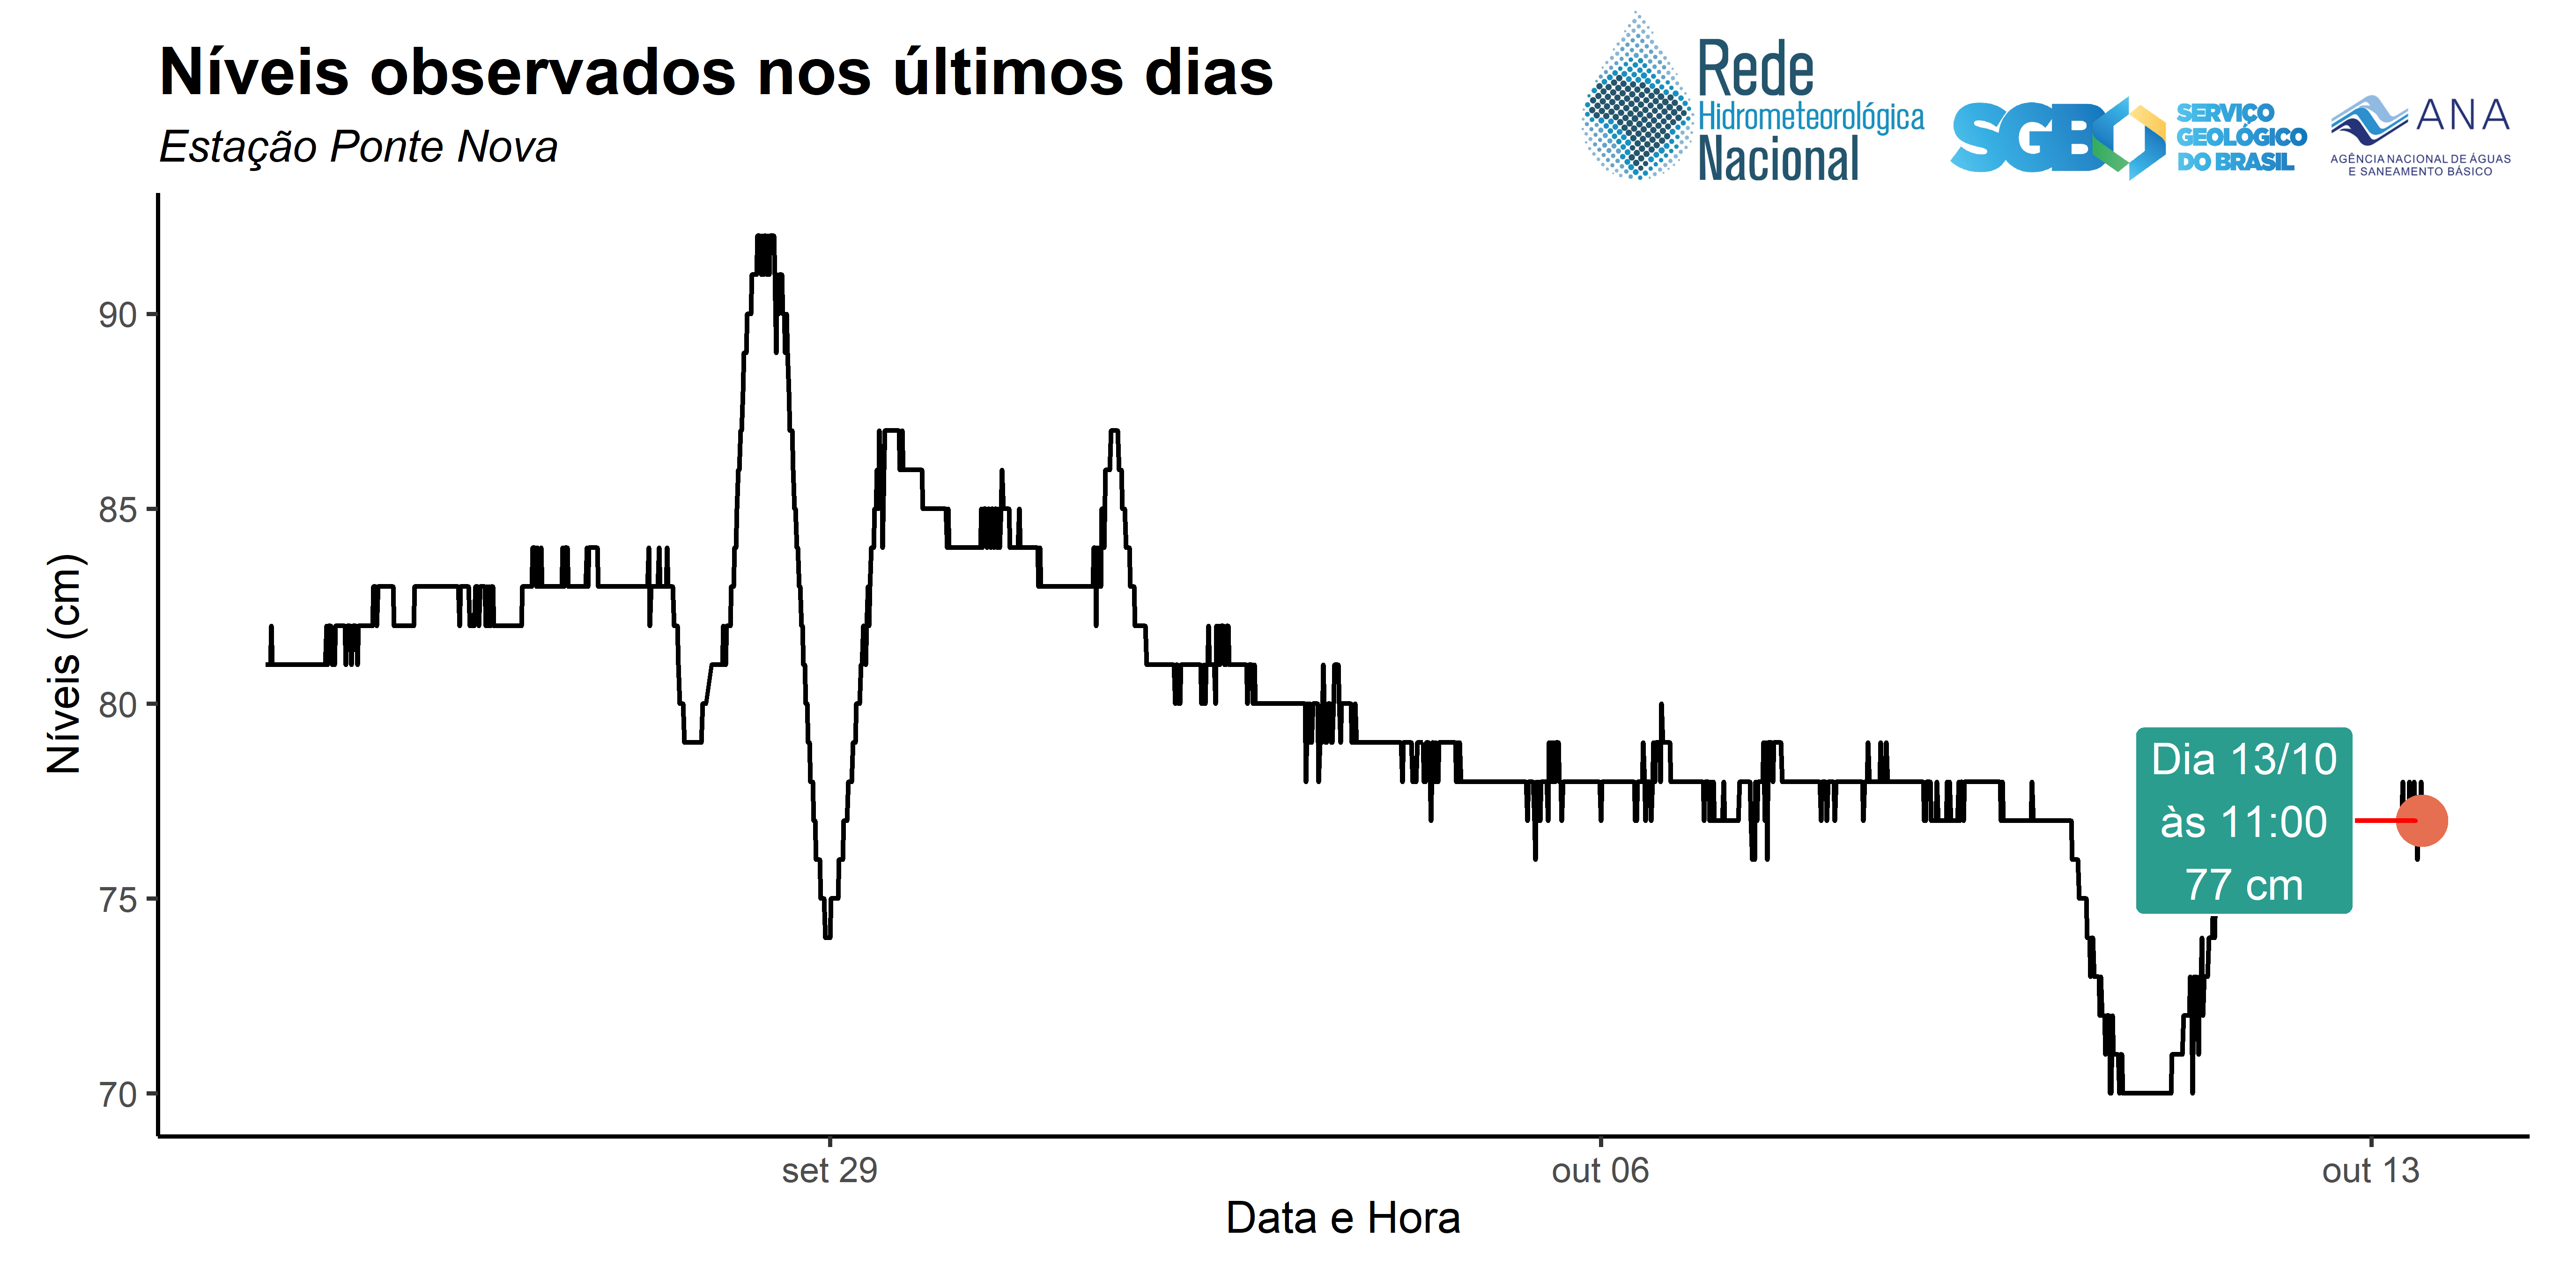 Níveis observados nos últimos dias
Estação Ponte Nova
Rede
Hidrometeorológica
Nacional
SGB
SERVIÇO
GEOLÓGICO
DO BRASIL
ANA
AGÊNCIA NACIONAL DE ÁGUAS
E SANEAMENTO BÁSICO
Níveis (cm)
90
85
80
75
70
Dia 13/10
às 11:00
77 cm
set 29
out 06
out 13
Data e Hora